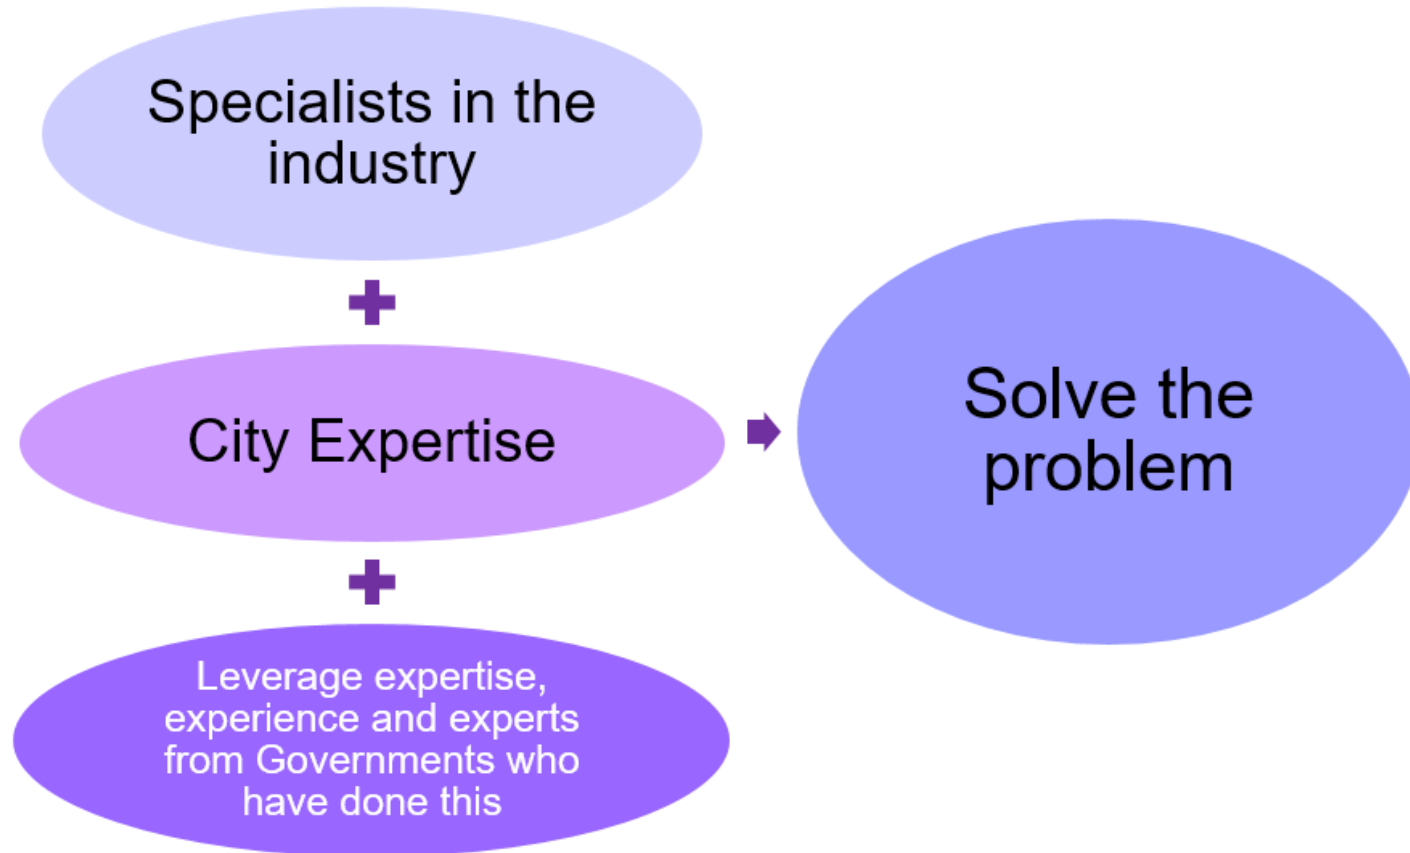 Specialists in the
industry
City Expertise
Leverage expertise,
experience and experts
from Governments who
have done this
Solve the
problem